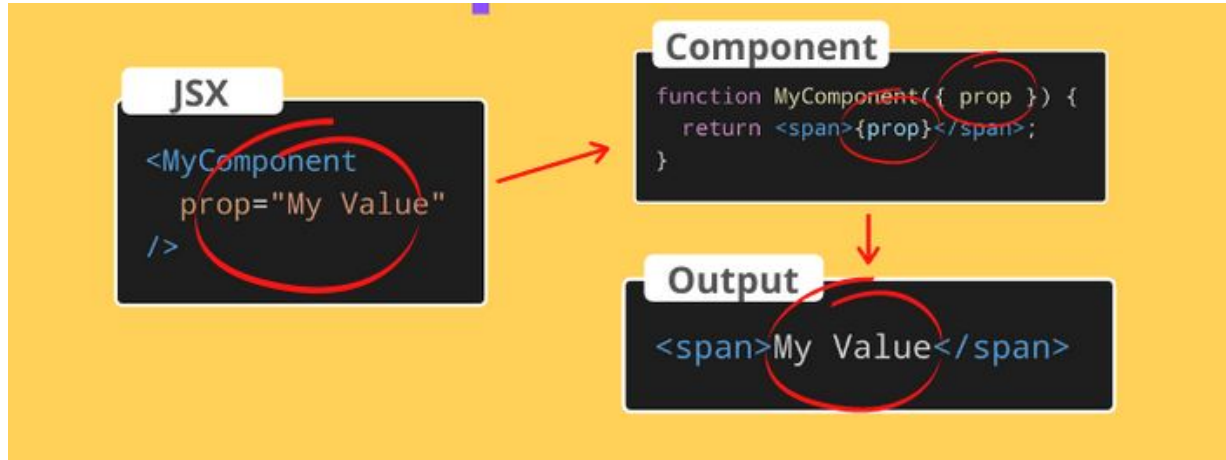 JSX
<MyComponent
prop="My Value"
/>
Component
function MyComponent({ prop }) {
return <span>{prop}</span>;
}
Output
<span>My Value</span>